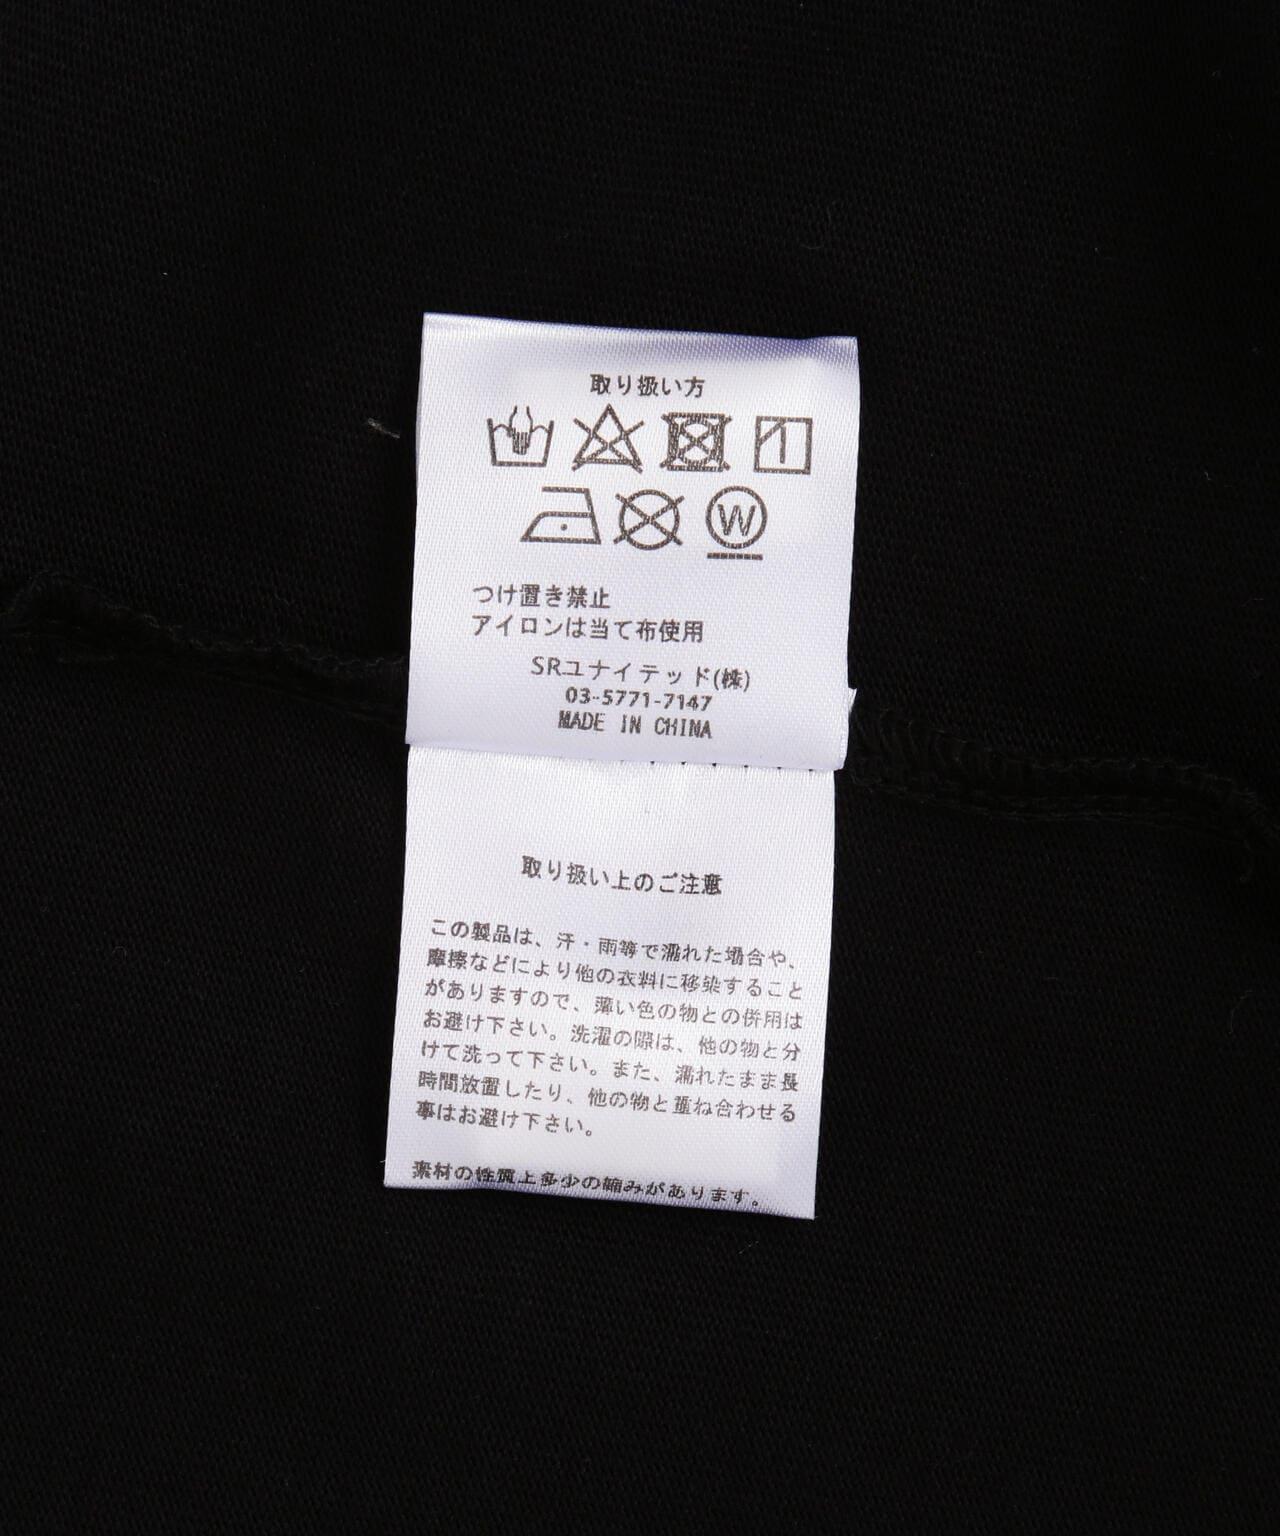 取り扱い方
W
つけ置き禁止
アイロンは当て布使用
SRユナイテッド(株)
03-5771-7147
MADE IN CHINA
取り扱い上のご注意
この製品は、汗・雨等で濡れた場合や、
摩擦などにより他の衣料に移染すること
がありますので、薄い色の物との併用は
お避け下さい。洗濯の際は、他の物と分
けて洗って下さい。また、濡れたまま長
時間放置したり、他の物と重ね合わせる
事はお避け下さい。
素材の性質上多少の縮みがあります。